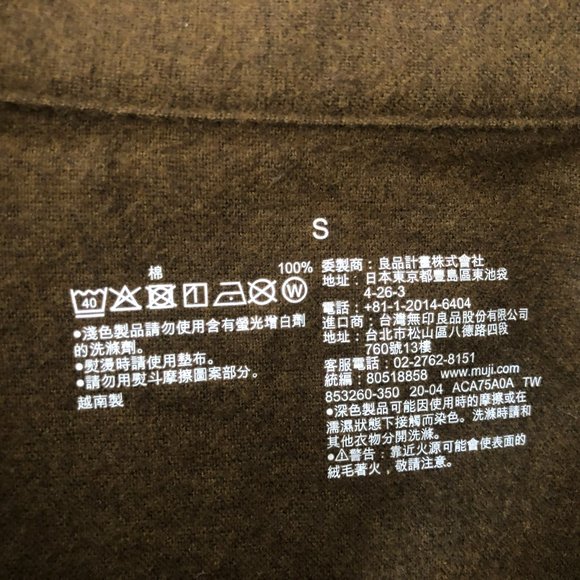 S
棉 100%
40 W
●淺色製品請勿使用含有螢光增白劑
的洗滌劑。
●熨燙時請使用墊布。
●請勿用熨斗摩擦圖案部分。
越南製
委製商：良品計畫株式會社
地址：日本東京都豐島區東池袋
4-26-3
電話：+81-1-2014-6404
進口商：台灣無印良品股份有限公司
地址：台北市松山區八德路四段
760號13樓
客服電話：02-2762-8151
統編：80518858 www.muji.com
853260-350 20-04 ACA75A0A TW
●深色製品可能因使用時的摩擦或在
濡濕狀態下接觸而染色。洗滌時請和
其他衣物分開洗滌。
●⚠警告：靠近火源可能會使表面的
絨毛著火，敬請注意。